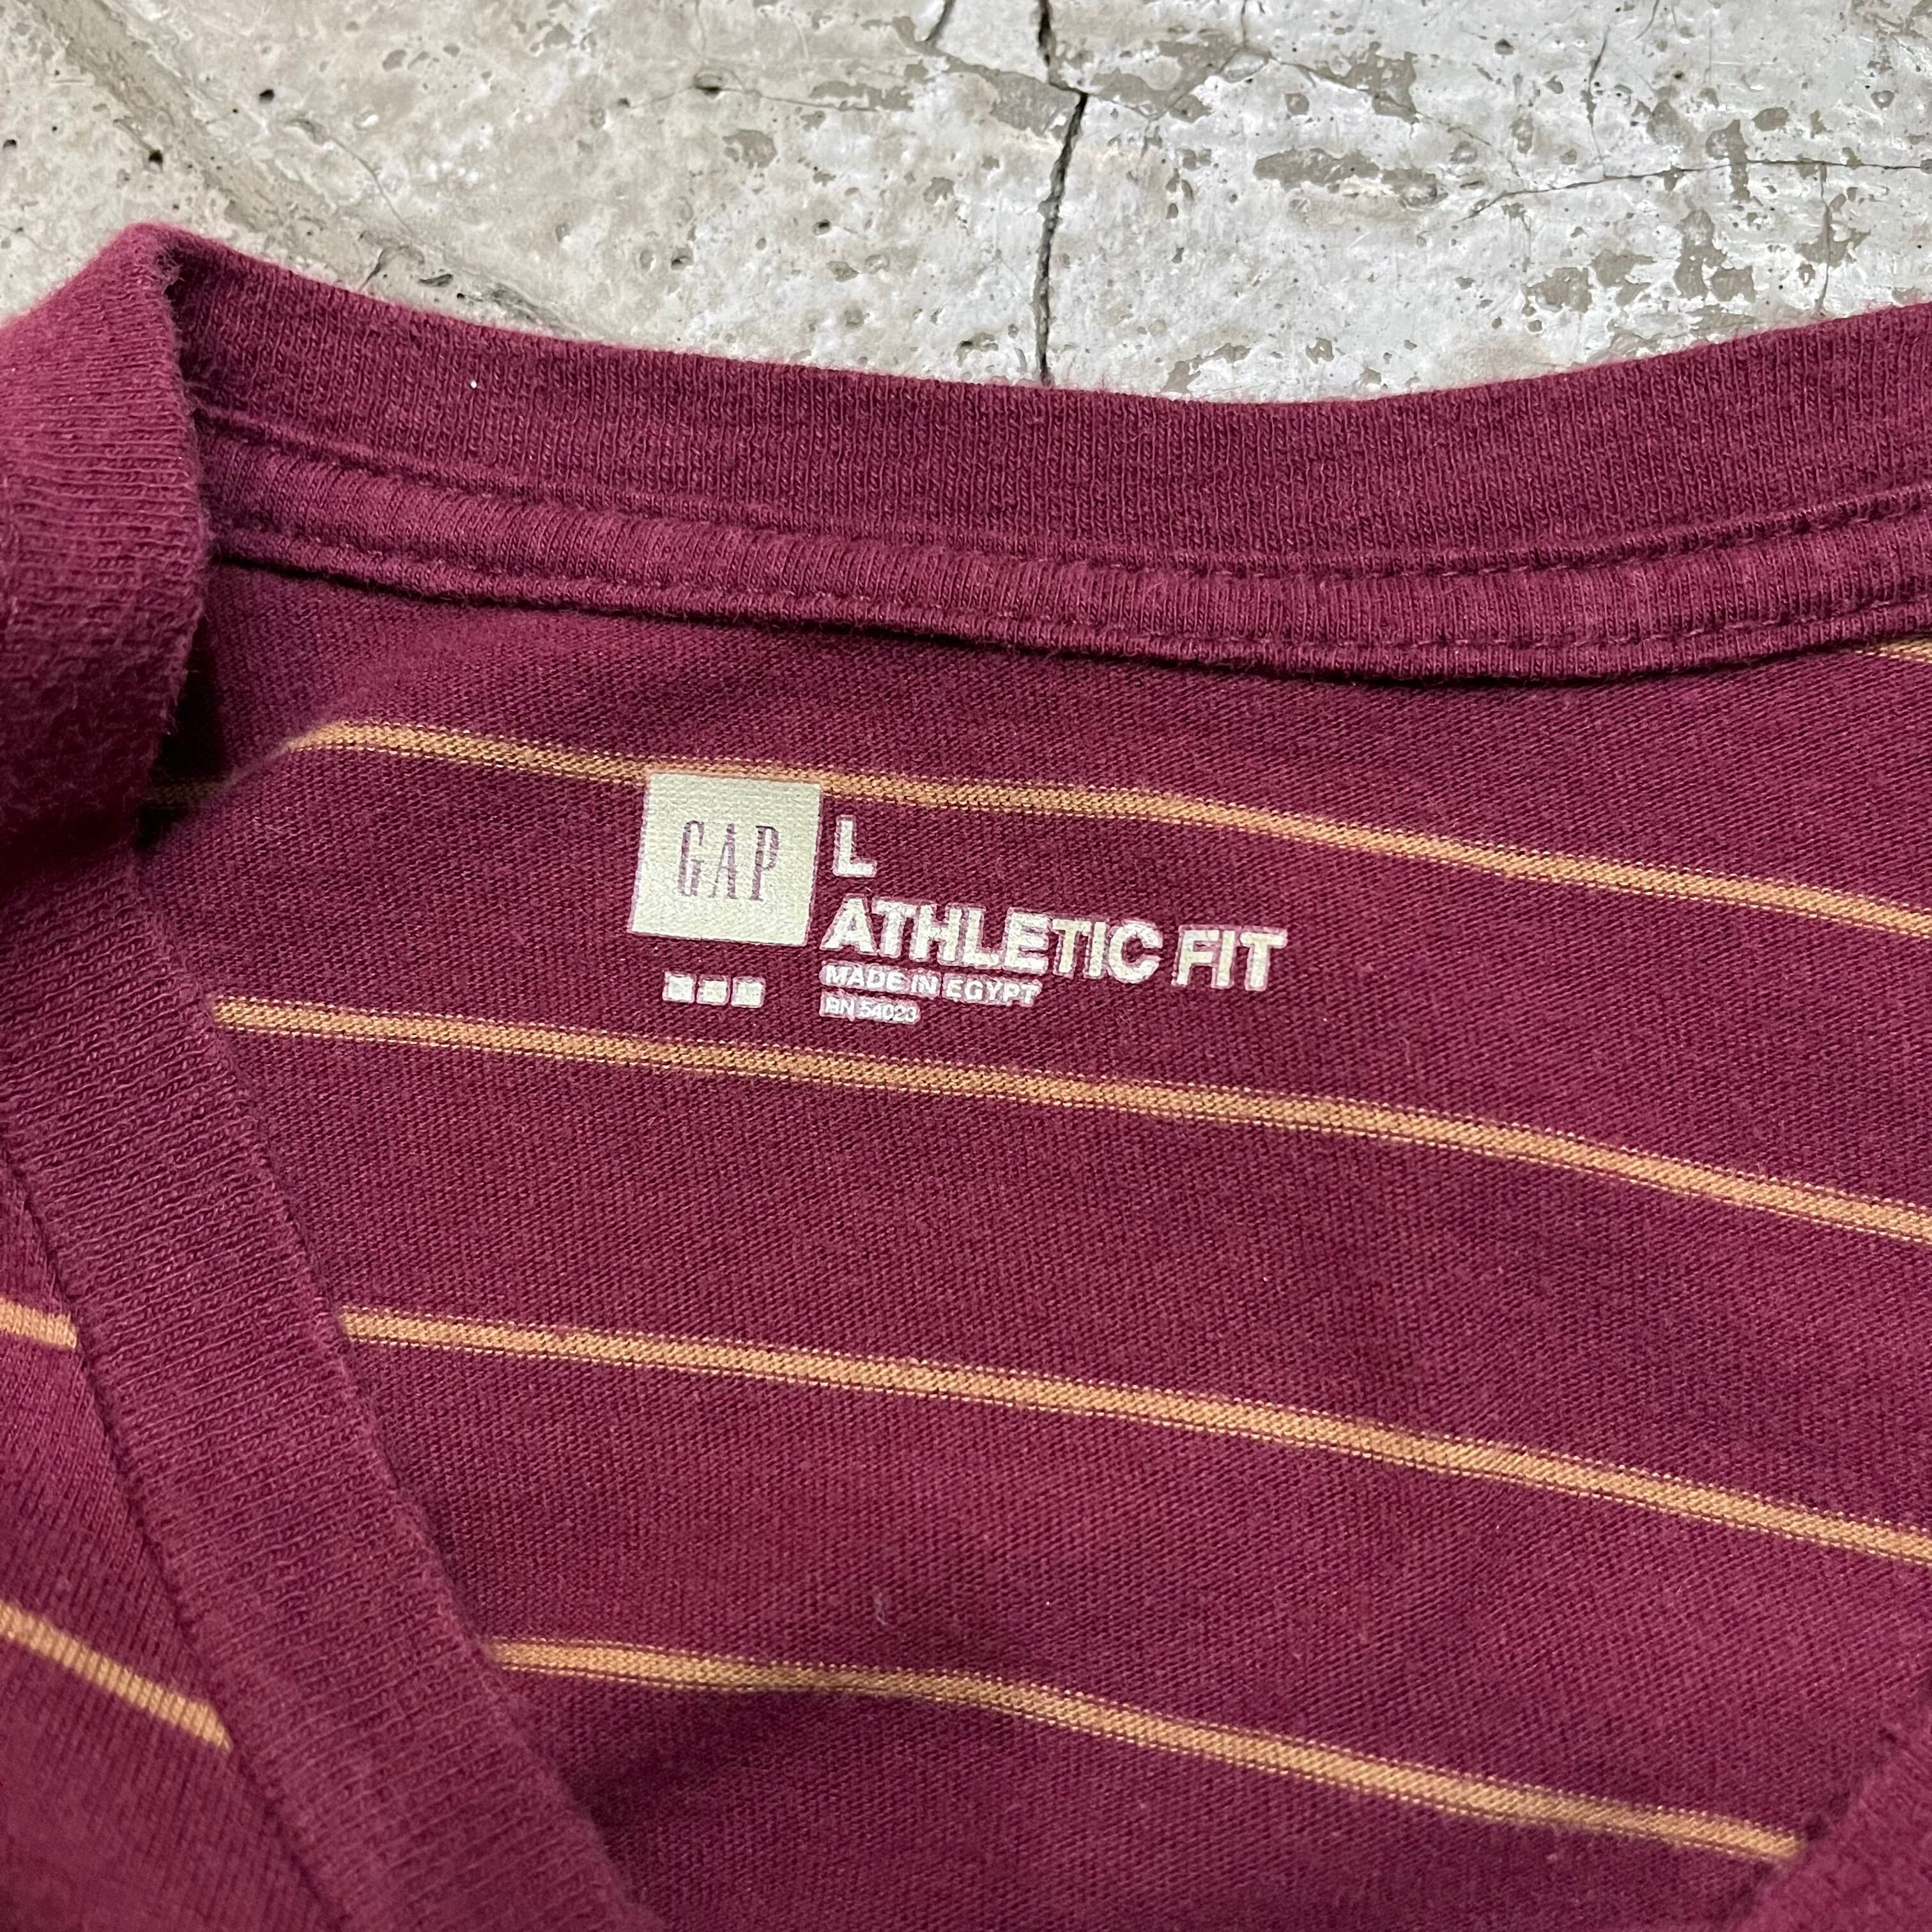 GAP
L
ATHLETIC FIT
MADE IN EGYPT
RN 54023